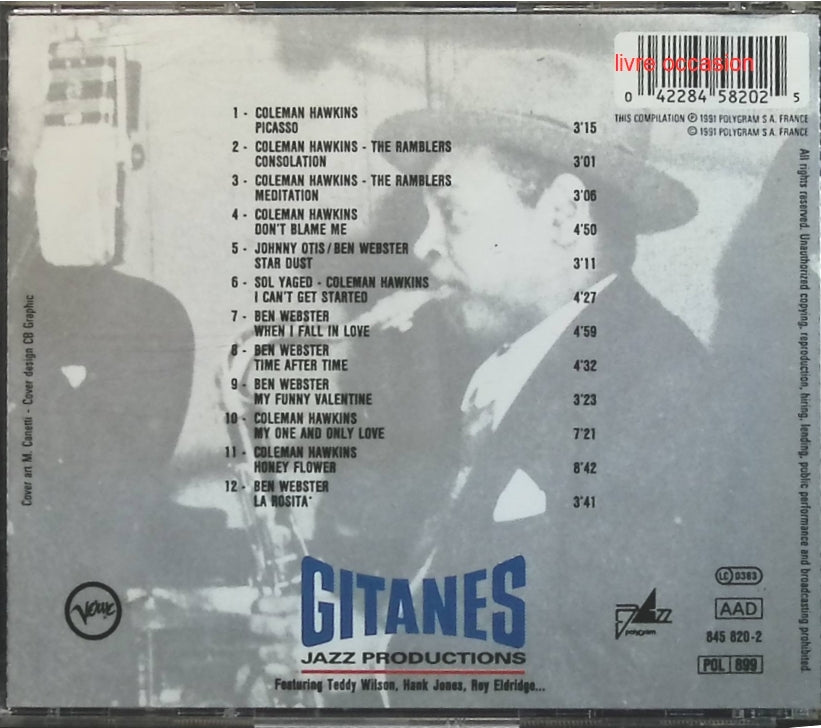 livre occasion
0 42284 58202 5
THIS COMPILATION Ⓟ 1991 POLYGRAM S.A. FRANCE
© 1991 POLYGRAM S.A. FRANCE
1 - COLEMAN HAWKINS
PICASSO 3'15
2 - COLEMAN HAWKINS - THE RAMBLERS
CONSOLATION 3'01
3 - COLEMAN HAWKINS - THE RAMBLERS
MEDITATION 3'06
4 - COLEMAN HAWKINS
DON'T BLAME ME 4'50
5 - JOHNNY OTIS / BEN WEBSTER
STAR DUST 3'11
6 - SOL YAGED - COLEMAN HAWKINS
I CAN'T GET STARTED 4'27
7 - BEN WEBSTER
WHEN I FALL IN LOVE 4'59
8 - BEN WEBSTER
TIME AFTER TIME 4'32
9 - BEN WEBSTER
MY FUNNY VALENTINE 3'23
10 - COLEMAN HAWKINS
MY ONE AND ONLY LOVE 7'21
11 - COLEMAN HAWKINS
HONEY FLOWER 8'42
12 - BEN WEBSTER
LA ROSITA 3'41
Cover art M. Canetti - Cover design CB Graphic
All rights reserved. Unauthorized copying, reproduction, hiring, lending, public performance and broadcasting prohibited.
Verve
GITANES
JAZZ PRODUCTIONS
Featuring Teddy Wilson, Hank Jones, Roy Eldridge...
Jazz
polygram
LC 0383
AAD
845 820-2
POL 899